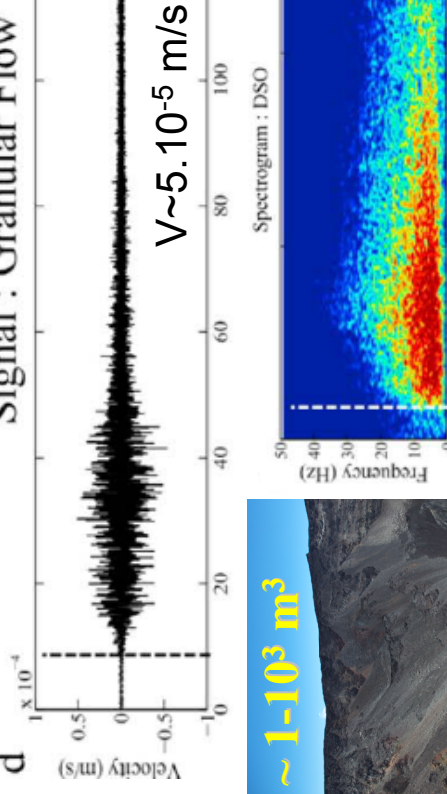 d
Signal : Granular Flow
x 10⁻⁴
1
0.5
0
−0.5
−1
Velocity (m/s)
0 20 40 60 80 100
V~5.10⁻⁵ m/s
~ 1-10³ m³
Spectrogram : DSO
50
40
30
20
10
Frequency (Hz)